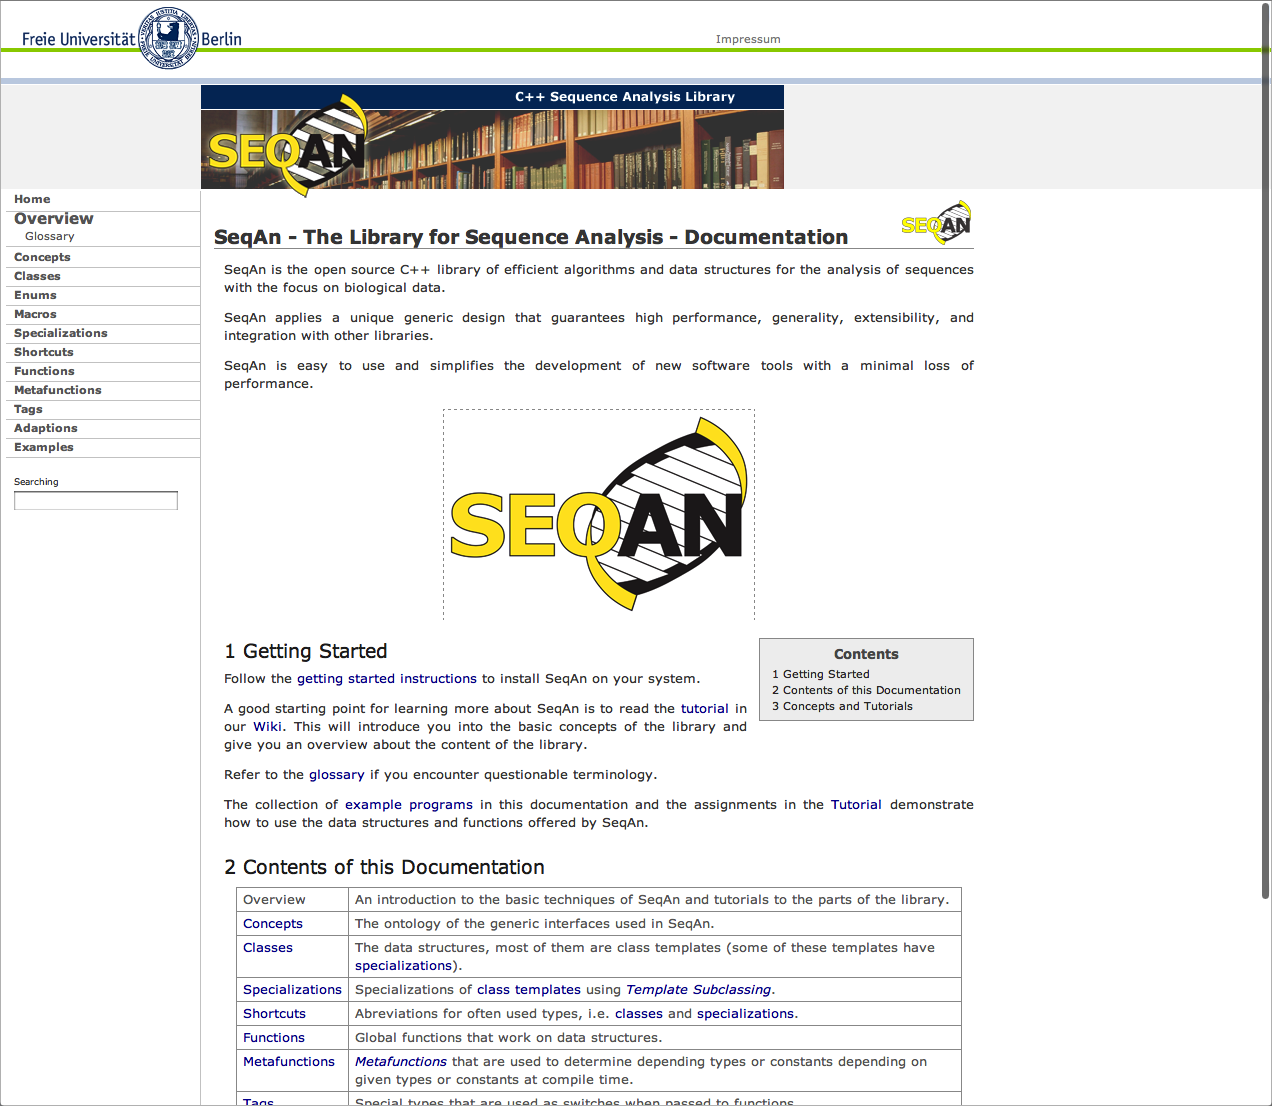 Freie Universität Berlin
Impressum
C++ Sequence Analysis Library
SEQAN
Home
Overview
Glossary
Concepts
Classes
Enums
Macros
Specializations
Shortcuts
Functions
Metafunctions
Tags
Adaptions
Examples
Searching
SEQAN
SeqAn - The Library for Sequence Analysis - Documentation
SeqAn is the open source C++ library of efficient algorithms and data structures for the analysis of sequences
with the focus on biological data.
SeqAn applies a unique generic design that guarantees high performance, generality, extensibility, and
integration with other libraries.
SeqAn is easy to use and simplifies the development of new software tools with a minimal loss of
performance.
SEQAN
1 Getting Started
Follow the getting started instructions to install SeqAn on your system.
A good starting point for learning more about SeqAn is to read the tutorial in
our Wiki. This will introduce you into the basic concepts of the library and
give you an overview about the content of the library.
Refer to the glossary if you encounter questionable terminology.
The collection of example programs in this documentation and the assignments in the Tutorial demonstrate
how to use the data structures and functions offered by SeqAn.
Contents
1 Getting Started
2 Contents of this Documentation
3 Concepts and Tutorials
2 Contents of this Documentation
Overview An introduction to the basic techniques of SeqAn and tutorials to the parts of the library.
Concepts The ontology of the generic interfaces used in SeqAn.
Classes The data structures, most of them are class templates (some of these templates have
specializations).
Specializations Specializations of class templates using Template Subclassing.
Shortcuts Abreviations for often used types, i.e. classes and specializations.
Functions Global functions that work on data structures.
Metafunctions Metafunctions that are used to determine depending types or constants depending on
given types or constants at compile time.
Tags Special types that are used as switches when passed to functions.